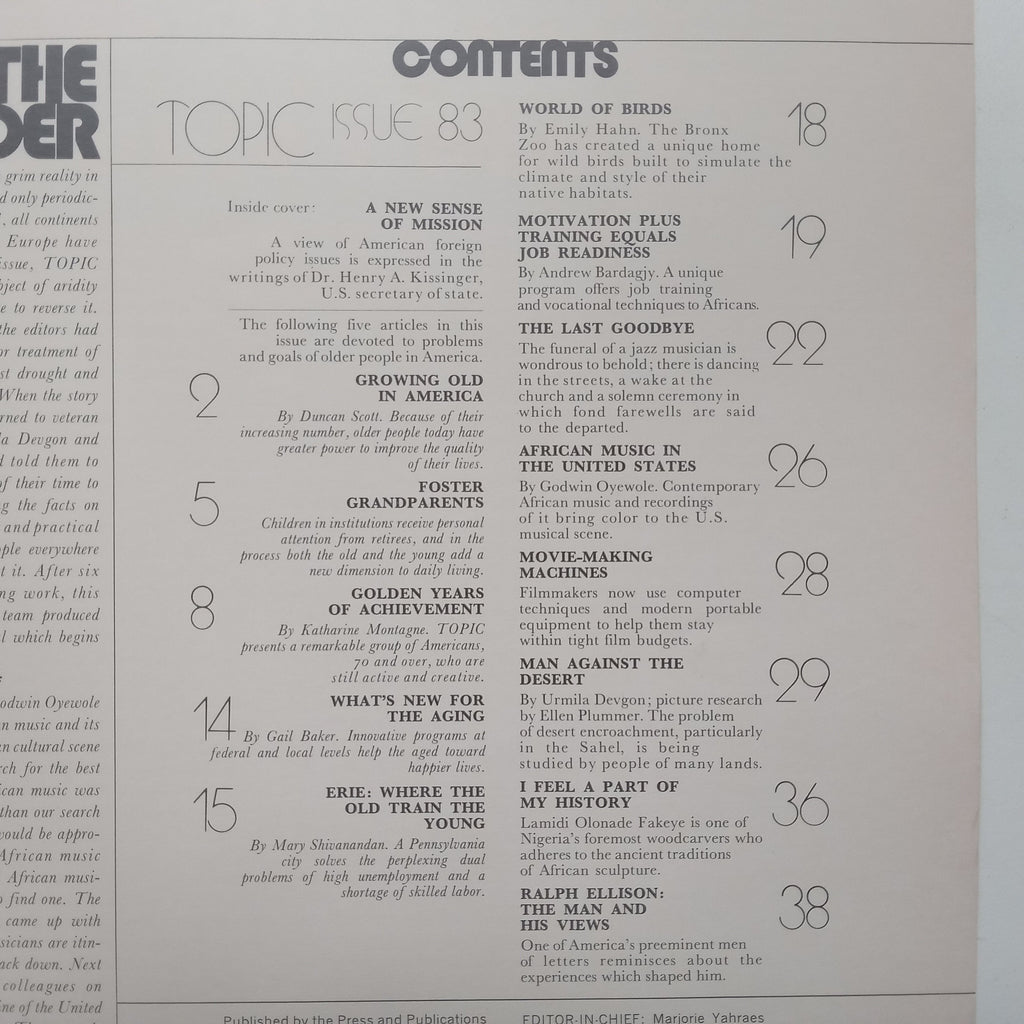 THE
DER
grim reality in
d only periodic-
. all continents
Europe have
issue, TOPIC
ject of aridity
e to reverse it.
the editors had
or treatment of
st drought and
When the story
rned to veteran
la Devgon and
d told them to
of their time to
g the facts on
and practical
ple everywhere
t it. After six
ng work, this
team produced
l which begins
odwin Oyewole
n music and its
n cultural scene
rch for the best
ican music was
than our search
would be appro-
African music
African musi-
o find one. The
came up with
sicians are itin-
ack down. Next
colleagues on
ine of the United
CONTENTS
TOPIC ISSUE 83
Inside cover: A NEW SENSE
OF MISSION
A view of American foreign
policy issues is expressed in the
writings of Dr. Henry A. Kissinger,
U.S. secretary of state.
The following five articles in this
issue are devoted to problems
and goals of older people in America.
2 GROWING OLD
IN AMERICA
By Duncan Scott. Because of their
increasing number, older people today have
greater power to improve the quality
of their lives.
5 FOSTER
GRANDPARENTS
Children in institutions receive personal
attention from retirees, and in the
process both the old and the young add a
new dimension to daily living.
8 GOLDEN YEARS
OF ACHIEVEMENT
By Katharine Montagne. TOPIC
presents a remarkable group of Americans,
70 and over, who are
still active and creative.
14 WHAT'S NEW FOR
THE AGING
By Gail Baker. Innovative programs at
federal and local levels help the aged toward
happier lives.
15 ERIE: WHERE THE
OLD TRAIN THE
YOUNG
By Mary Shivanandan. A Pennsylvania
city solves the perplexing dual
problems of high unemployment and a
shortage of skilled labor.
WORLD OF BIRDS 18
By Emily Hahn. The Bronx
Zoo has created a unique home
for wild birds built to simulate the
climate and style of their
native habitats.
MOTIVATION PLUS 19
TRAINING EQUALS
JOB READINESS
By Andrew Bardagjy. A unique
program offers job training
and vocational techniques to Africans.
THE LAST GOODBYE 22
The funeral of a jazz musician is
wondrous to behold; there is dancing
in the streets, a wake at the
church and a solemn ceremony in
which fond farewells are said
to the departed.
AFRICAN MUSIC IN 26
THE UNITED STATES
By Godwin Oyewole. Contemporary
African music and recordings
of it bring color to the U.S.
musical scene.
MOVIE-MAKING 28
MACHINES
Filmmakers now use computer
techniques and modern portable
equipment to help them stay
within tight film budgets.
MAN AGAINST THE 29
DESERT
By Urmila Devgon; picture research
by Ellen Plummer. The problem
of desert encroachment, particularly
in the Sahel, is being
studied by people of many lands.
I FEEL A PART OF 36
MY HISTORY
Lamidi Olonade Fakeye is one of
Nigeria's foremost woodcarvers who
adheres to the ancient traditions
of African sculpture.
RALPH ELLISON: 38
THE MAN AND
HIS VIEWS
One of America's preeminent men
of letters reminisces about the
experiences which shaped him.
Published by the Press and Publications
EDITOR-IN-CHIEF: Marjorie Yahraes